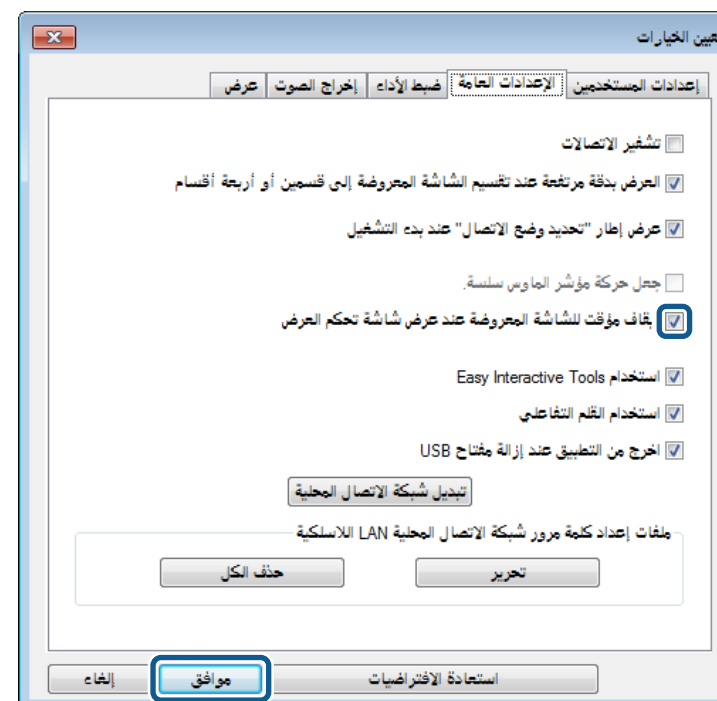 تعيين الخيارات
إعدادات المستخدمين الإعدادات العامة ضبط الأداء إخراج الصوت عرض
تشفير الاتصالات
العرض بدقة مرتفعة عند تقسيم الشاشة المعروضة إلى قسمين أو أربعة أقسام
عرض إطار "تحديد وضع الاتصال" عند بدء التشغيل
جعل حركة مؤشر الماوس سلسة.
يقاف مؤقت للشاشة المعروضة عند عرض شاشة تحكم العرض
استخدام Easy Interactive Tools
استخدام القلم التفاعلي
اخرج من التطبيق عند إزالة مفتاح USB
تبديل شبكة الاتصال المحلية
ملفات إعداد كلمة مرور شبكة الاتصال المحلية LAN اللاسلكية
تحرير حذف الكل
استعادة الافتراضيات موافق إلغاء